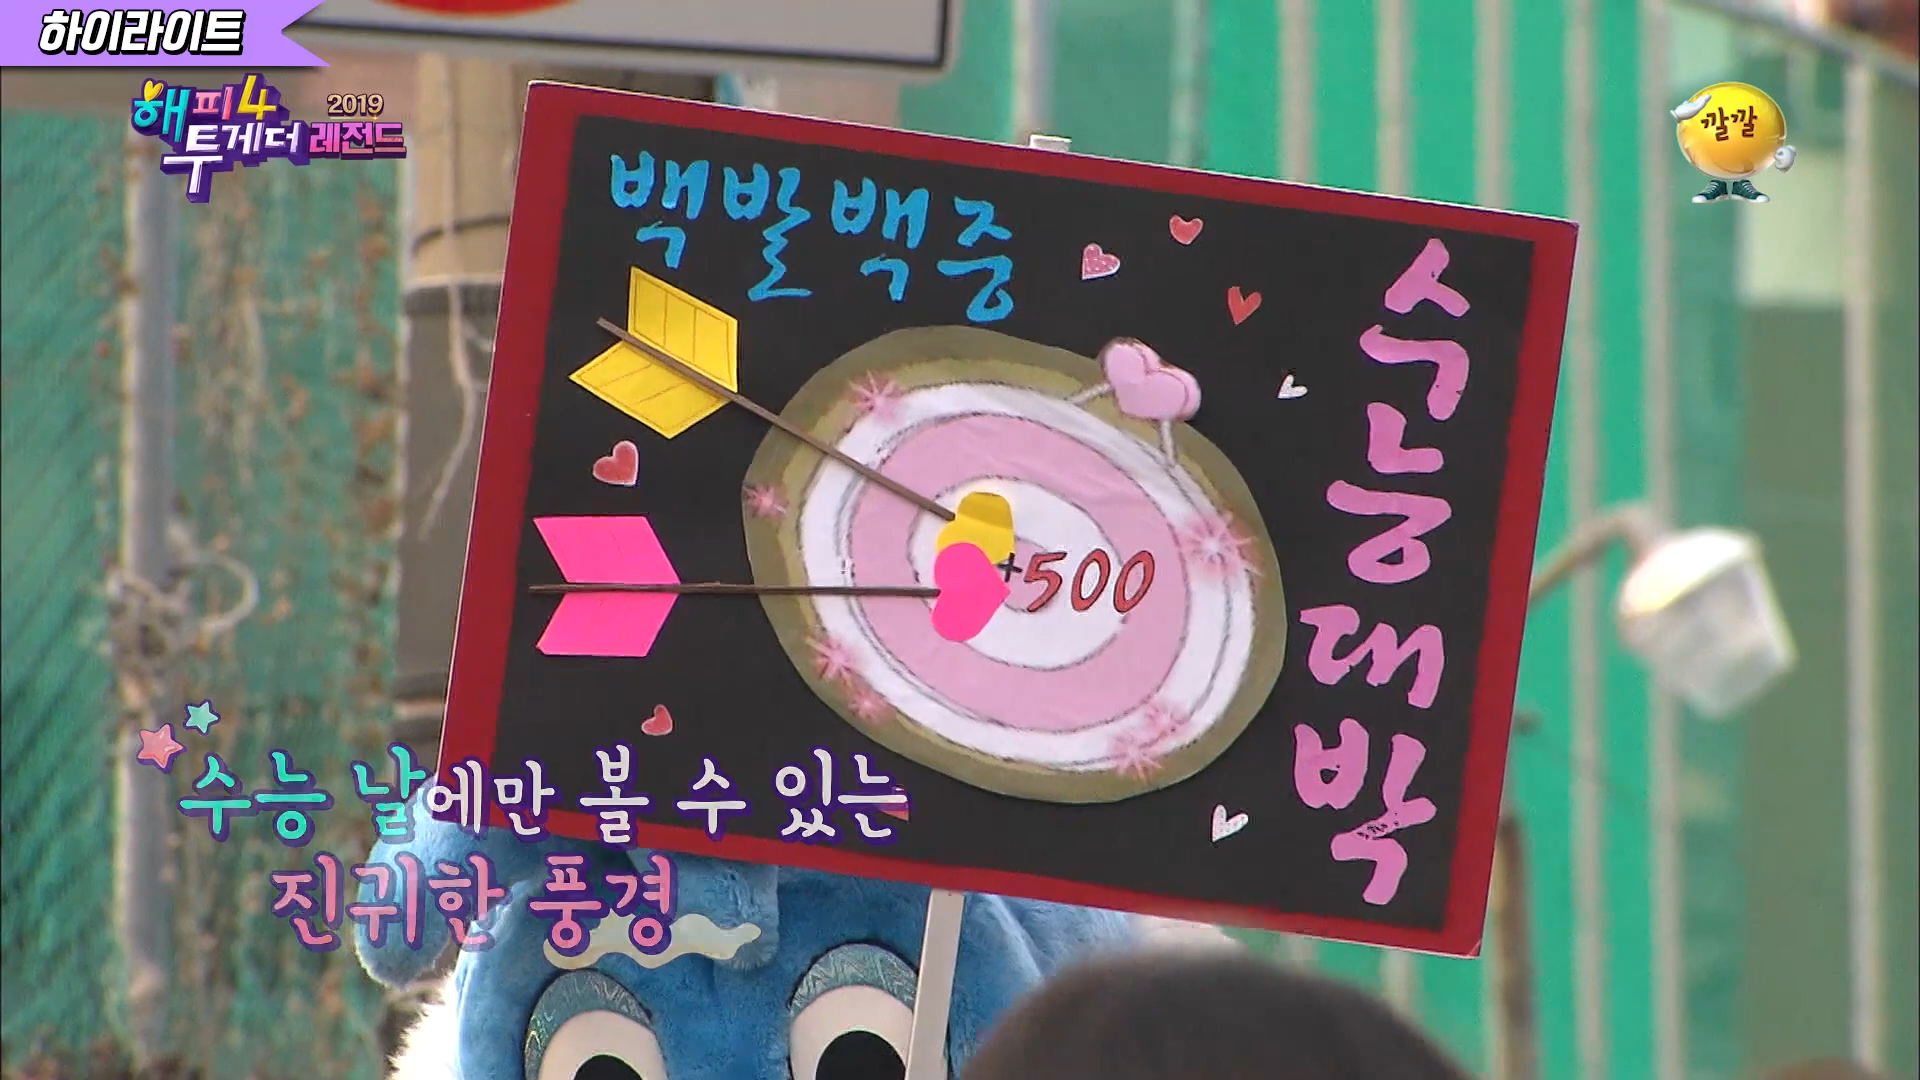 하이라이트
해피투게더4 2019 레전드
깔깔
백발백중
수능대박
+500
수능 날에만 볼 수 있는
진귀한 풍경